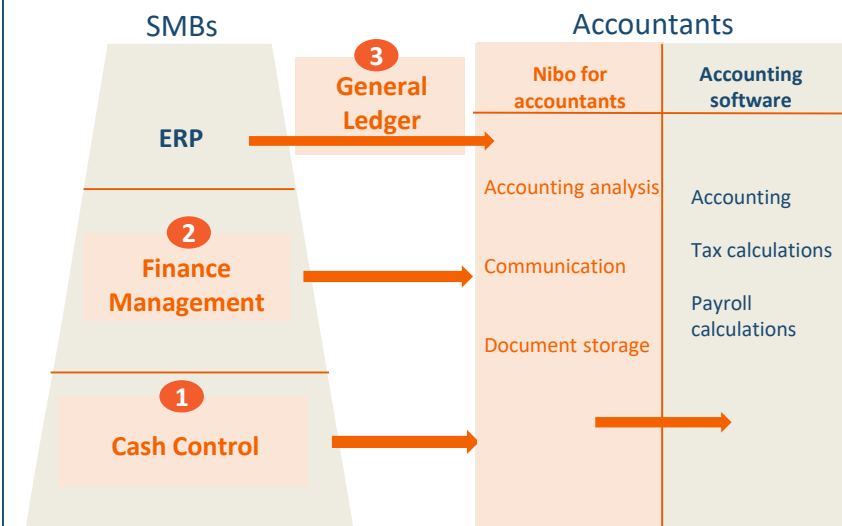 SMBs
Accountants
3
General
Ledger
ERP
2
Finance
Management
1
Cash Control
Nibo for
accountants
Accounting analysis
Communication
Document storage
Accounting
software
Accounting
Tax calculations
Payroll
calculations